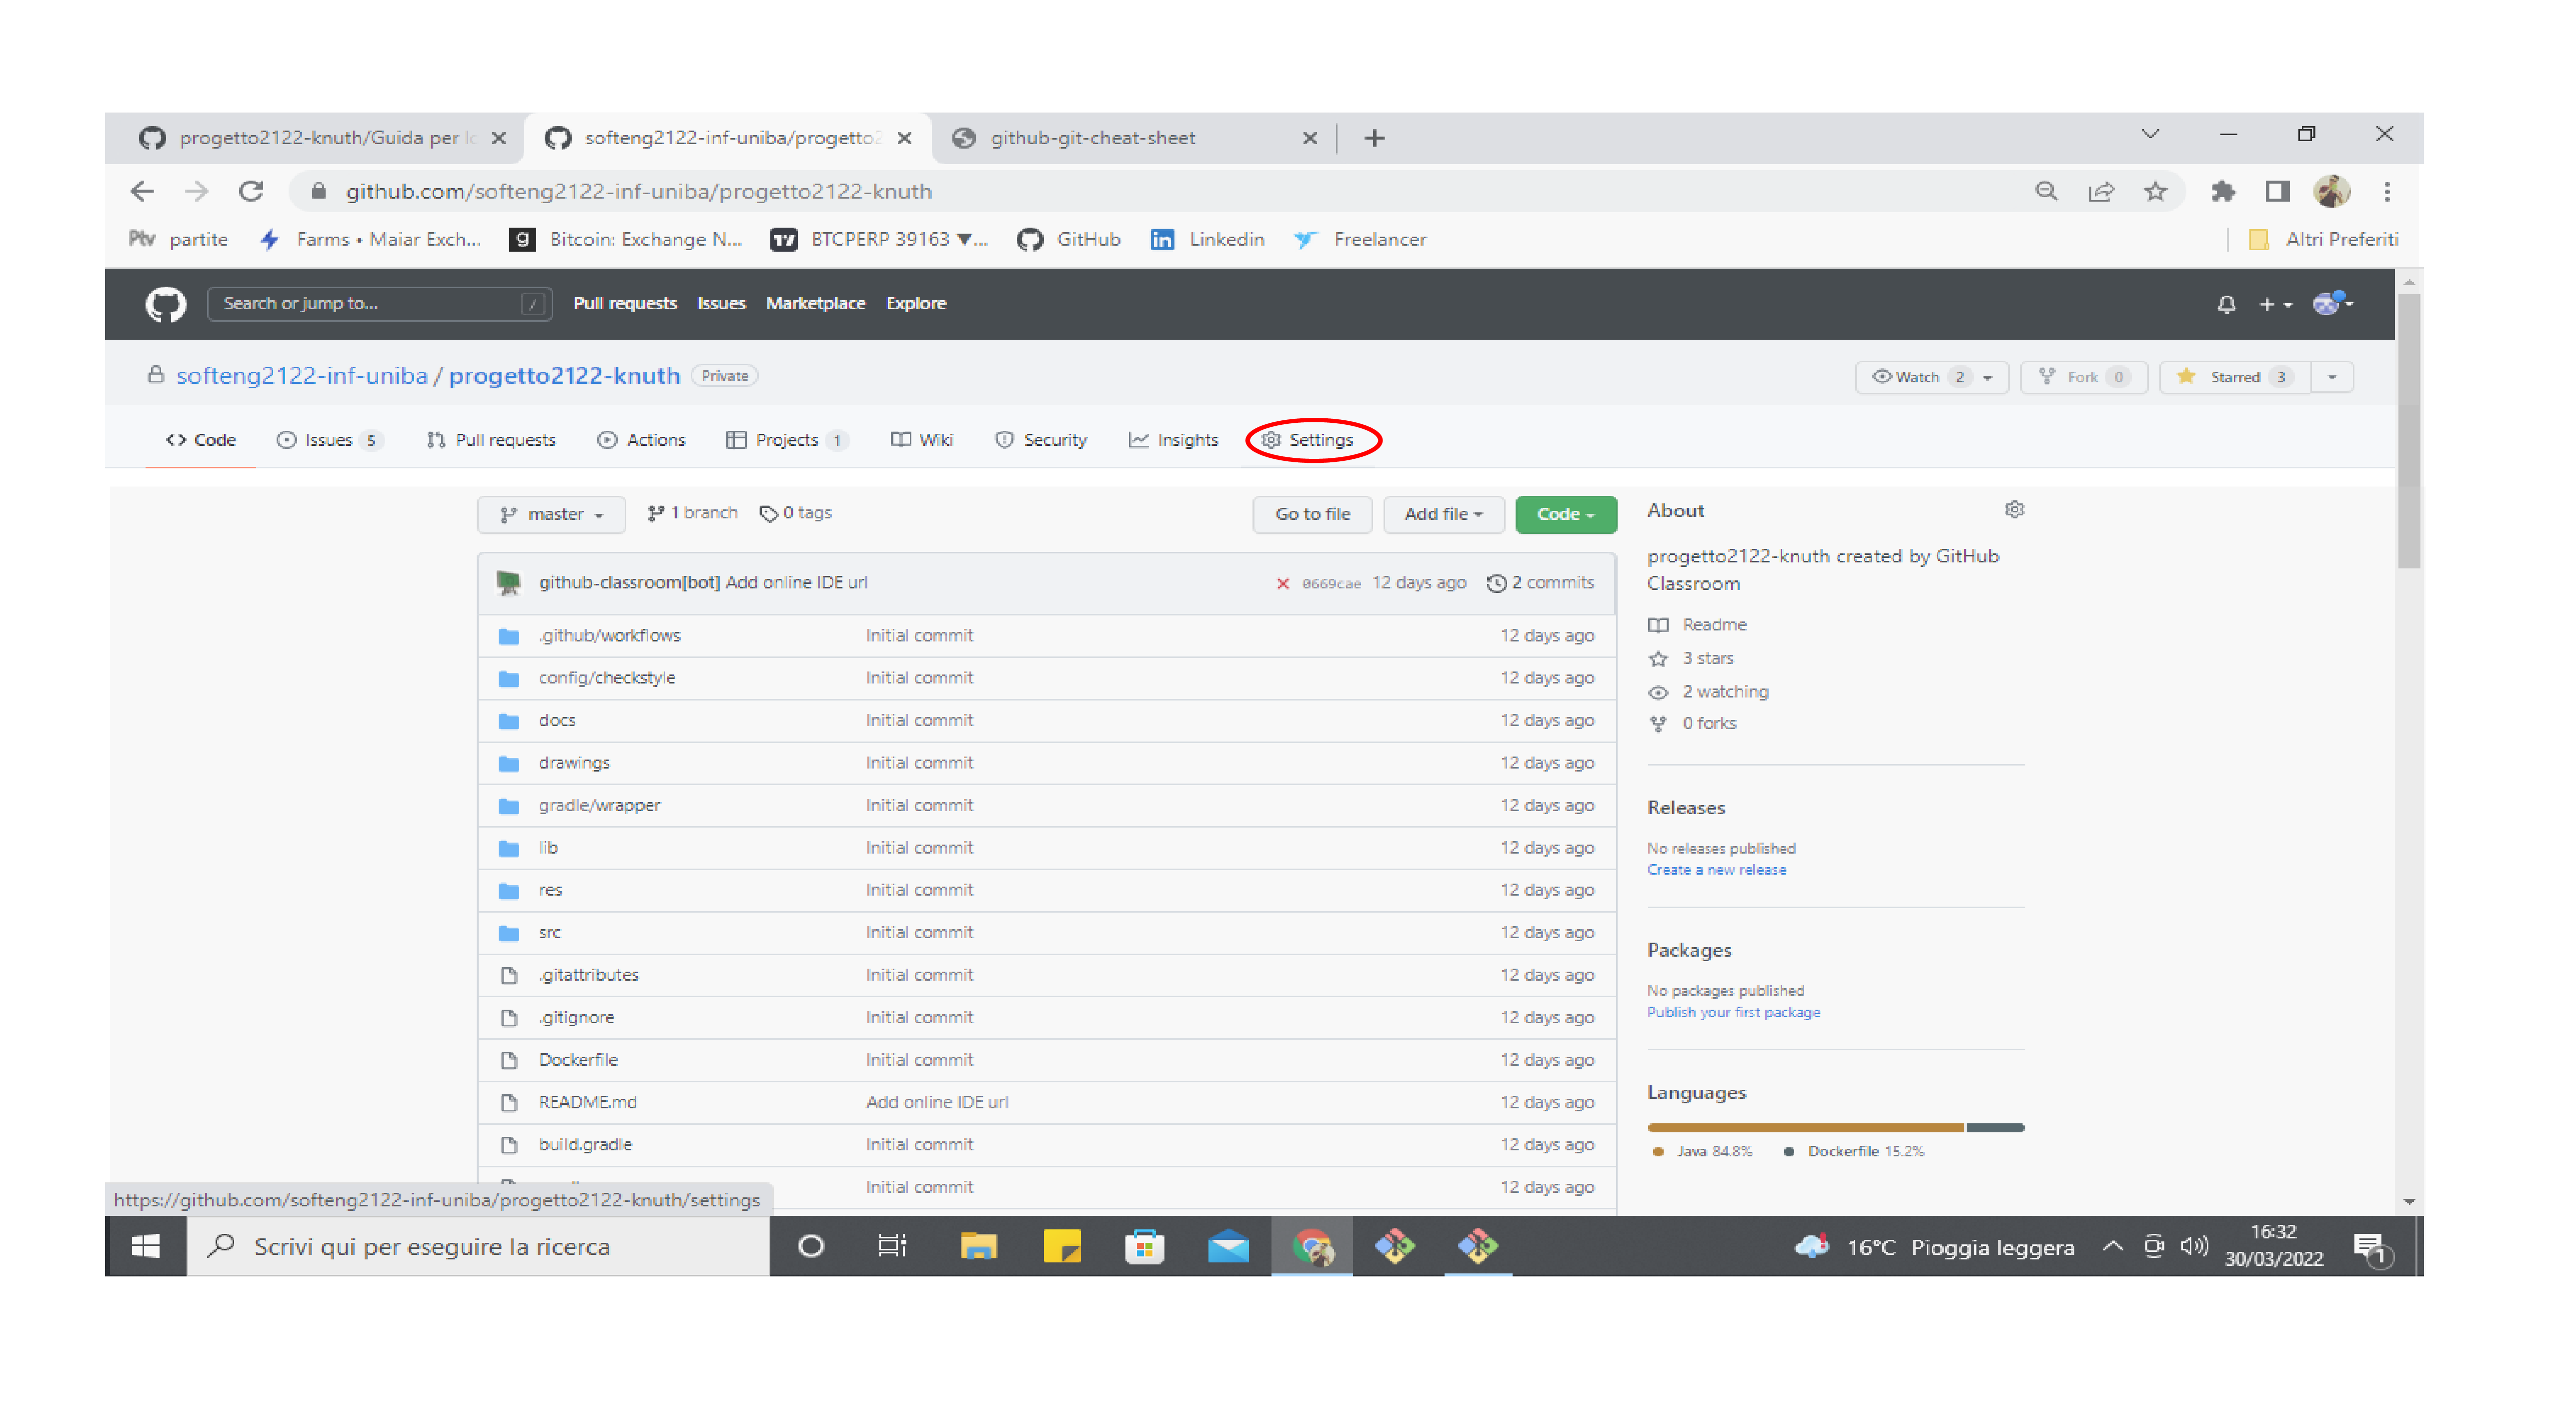 progetto2122-knuth/Guida per lo
softeng2122-inf-uniba/progetto2
github-git-cheat-sheet
github.com/softeng2122-inf-uniba/progetto2122-knuth
Ptv partite
Farms • Maiar Exch...
Bitcoin: Exchange N...
BTCPERP 39163 ▼...
GitHub
Linkedin
Freelancer
Altri Preferiti
Search or jump to... /
Pull requests Issues Marketplace Explore
softeng2122-inf-uniba / progetto2122-knuth Private
Watch 2
Fork 0
Starred 3
<> Code
Issues 5
Pull requests
Actions
Projects 1
Wiki
Security
Insights
Settings
master
1 branch
0 tags
Go to file
Add file
Code
github-classroom[bot] Add online IDE url 0669cae 12 days ago 2 commits
.github/workflows Initial commit 12 days ago
config/checkstyle Initial commit 12 days ago
docs Initial commit 12 days ago
drawings Initial commit 12 days ago
gradle/wrapper Initial commit 12 days ago
lib Initial commit 12 days ago
res Initial commit 12 days ago
src Initial commit 12 days ago
.gitattributes Initial commit 12 days ago
.gitignore Initial commit 12 days ago
Dockerfile Initial commit 12 days ago
README.md Add online IDE url 12 days ago
build.gradle Initial commit 12 days ago
Initial commit 12 days ago
About
progetto2122-knuth created by GitHub
Classroom
Readme
3 stars
2 watching
0 forks
Releases
No releases published
Create a new release
Packages
No packages published
Publish your first package
Languages
Java 84.8% Dockerfile 15.2%
https://github.com/softeng2122-inf-uniba/progetto2122-knuth/settings
Scrivi qui per eseguire la ricerca
16°C Pioggia leggera
16:32
30/03/2022
1